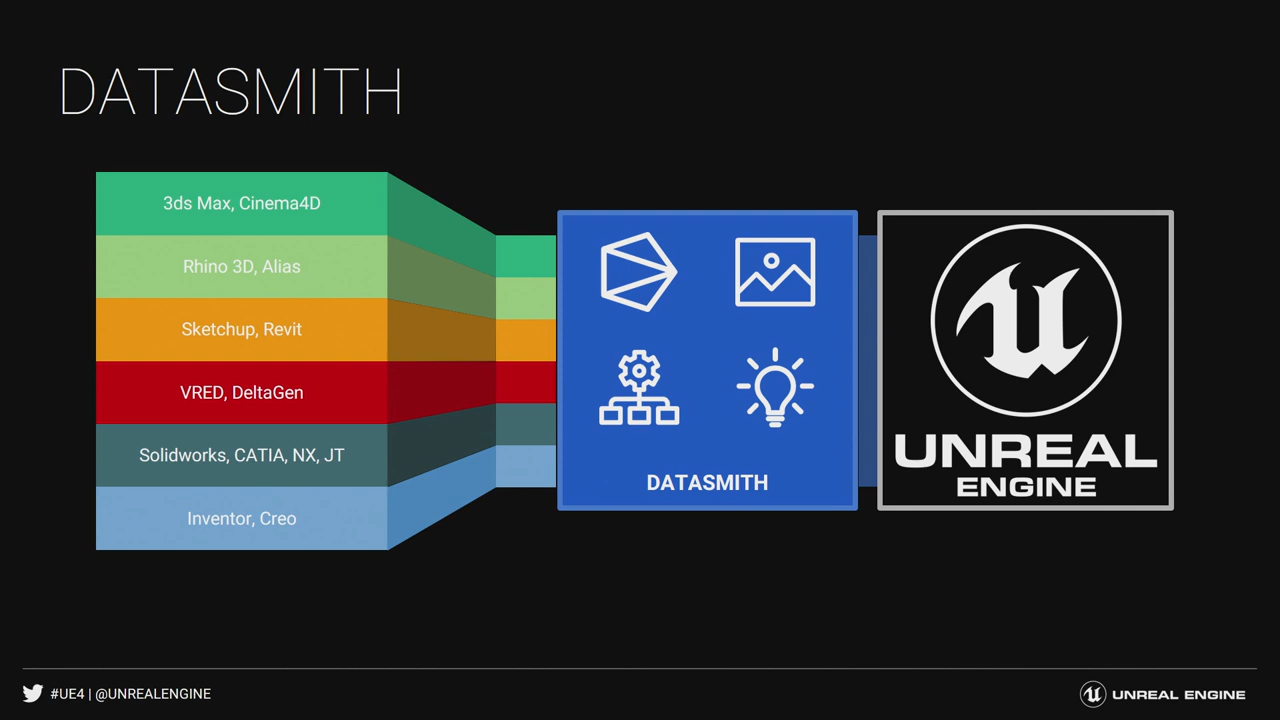 DATASMITH
3ds Max, Cinema4D
Rhino 3D, Alias
Sketchup, Revit
VRED, DeltaGen
Solidworks, CATIA, NX, JT
Inventor, Creo
DATASMITH
UNREAL
ENGINE
#UE4 | @UNREALENGINE
UNREAL ENGINE